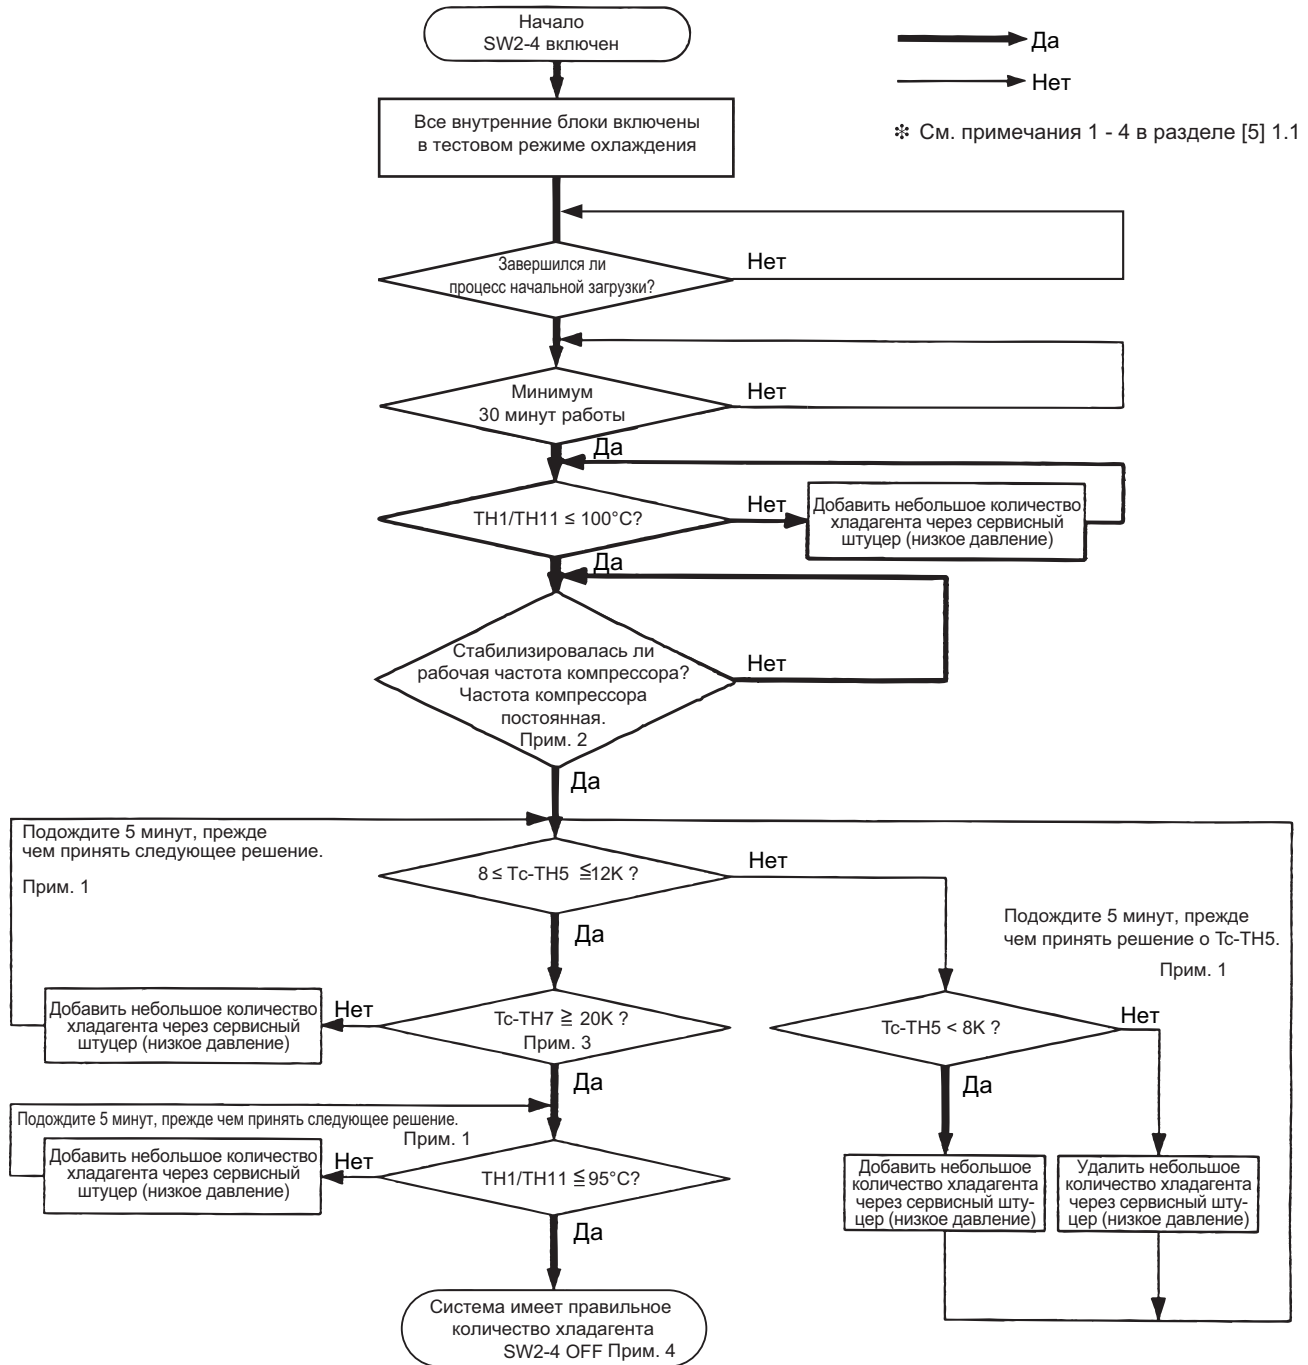 Начало
SW2-4 включен
Да
Нет
❇ См. примечания 1 - 4 в разделе [5] 1.1
Все внутренние блоки включены
в тестовом режиме охлаждения
Завершился ли
процесс начальной загрузки?
Нет
Минимум
30 минут работы
Нет
Да
TH1/TH11 ≤ 100°C?
Нет
Добавить небольшое количество
хладагента через сервисный
штуцер (низкое давление)
Да
Стабилизировалась ли
рабочая частота компрессора?
Частота компрессора
постоянная.
Прим. 2
Нет
Да
Подождите 5 минут, прежде
чем принять следующее решение.
Прим. 1
8 ≤ Tc-TH5 ≦12K ?
Нет
Да
Подождите 5 минут, прежде
чем принять решение о Tc-TH5.
Прим. 1
Добавить небольшое количество
хладагента через сервисный
штуцер (низкое давление)
Нет
Tc-TH7 ≧ 20K ?
Прим. 3
Tc-TH5 < 8K ?
Нет
Да
Да
Подождите 5 минут, прежде чем принять следующее решение.
Прим. 1
Добавить небольшое количество
хладагента через сервисный
штуцер (низкое давление)
Нет
TH1/TH11 ≦95°C?
Добавить небольшое
количество хладагента
через сервисный шту-
цер (низкое давление)
Удалить небольшое
количество хладагента
через сервисный шту-
цер (низкое давление)
Да
Система имеет правильное
количество хладагента
SW2-4 OFF Прим. 4